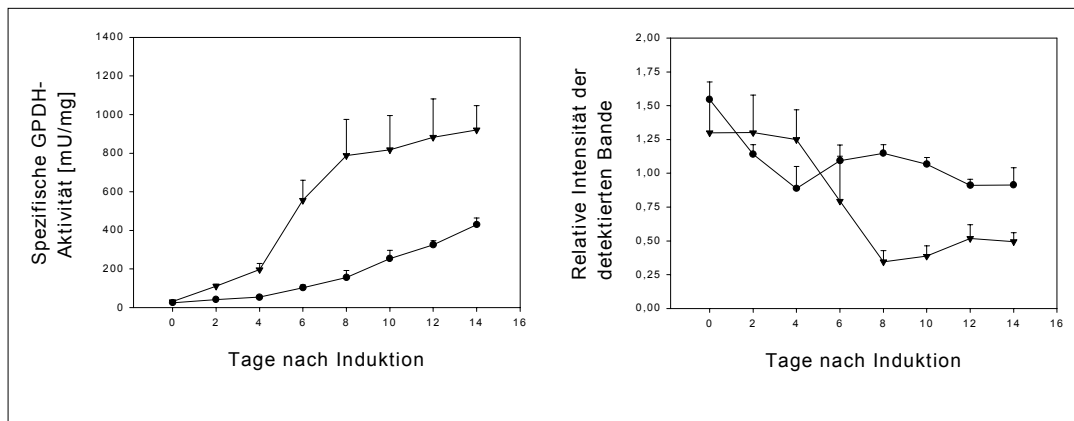 Spezifische GPDH-
Aktivität [mU/mg]
1400
1200
1000
800
600
400
200
0
0 2 4 6 8 10 12 14 16
Tage nach Induktion
Relative Intensität der
detektierten Bande
2,00
1,75
1,50
1,25
1,00
0,75
0,50
0,25
0,00
0 2 4 6 8 10 12 14 16
Tage nach Induktion